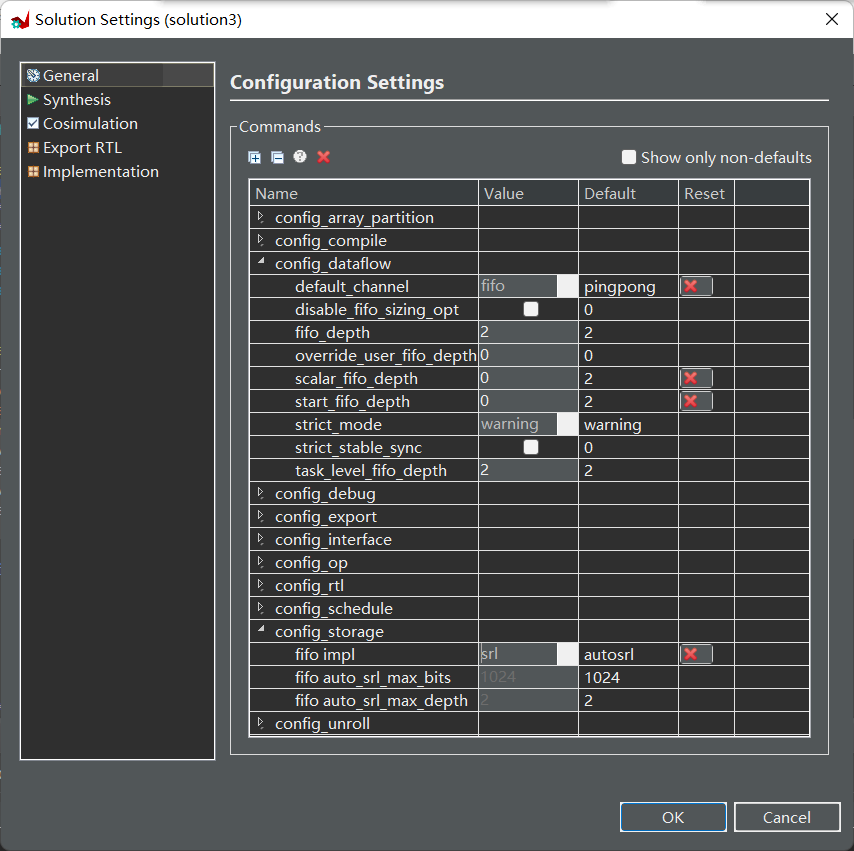 Solution Settings (solution3)
General
Synthesis
Cosimulation
Export RTL
Implementation
Configuration Settings
Commands
Show only non-defaults
Name Value Default Reset
config_array_partition
config_compile
config_dataflow
default_channel fifo pingpong
disable_fifo_sizing_opt 0
fifo_depth 2 2
override_user_fifo_depth 0 0
scalar_fifo_depth 0 2
start_fifo_depth 0 2
strict_mode warning warning
strict_stable_sync 0
task_level_fifo_depth 2 2
config_debug
config_export
config_interface
config_op
config_rtl
config_schedule
config_storage
fifo impl srl autosrl
fifo auto_srl_max_bits 1024 1024
fifo auto_srl_max_depth 2 2
config_unroll
OK Cancel